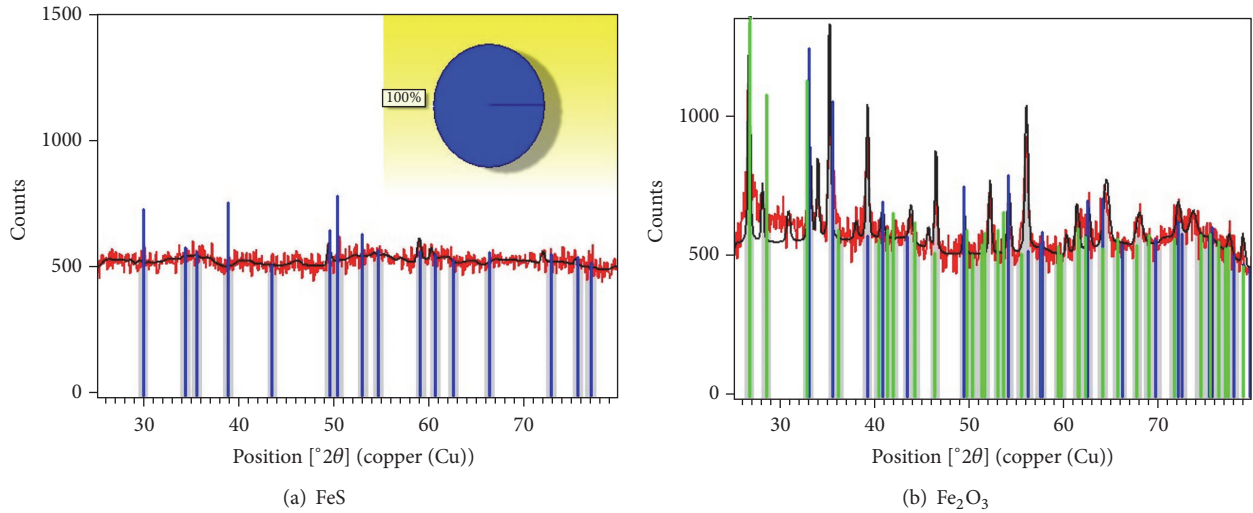 1500
1000
500
0
Counts
100%
30 40 50 60 70
Position [°2θ] (copper (Cu))
(a) FeS
1000
500
0
Counts
30 40 50 60 70
Position [°2θ] (copper (Cu))
(b) Fe₂O₃